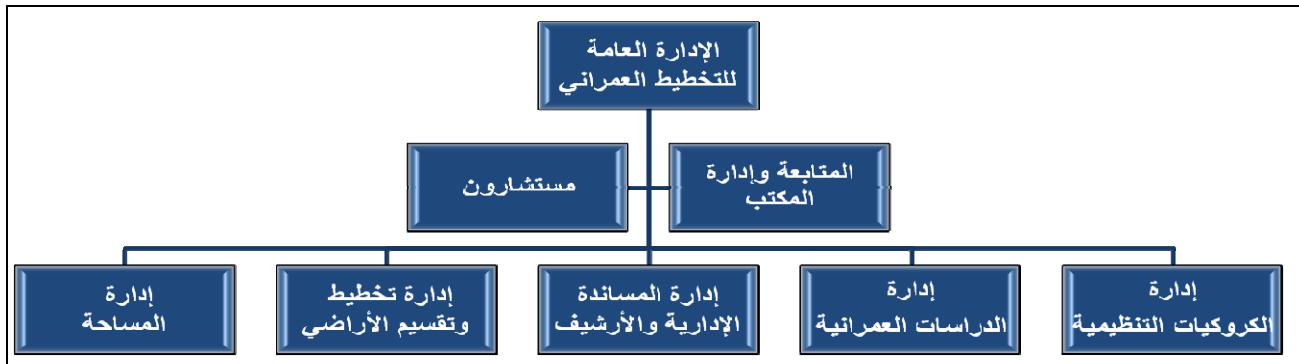 الإدارة العامة
للتخطيط العمراني
المتابعة وإدارة
المكتب
مستشارون
إدارة
الكروكيات التنظيمية
إدارة
الدراسات العمرانية
إدارة المساندة
الإدارية والأرشيف
إدارة تخطيط
وتقسيم الأراضي
إدارة
المساحة